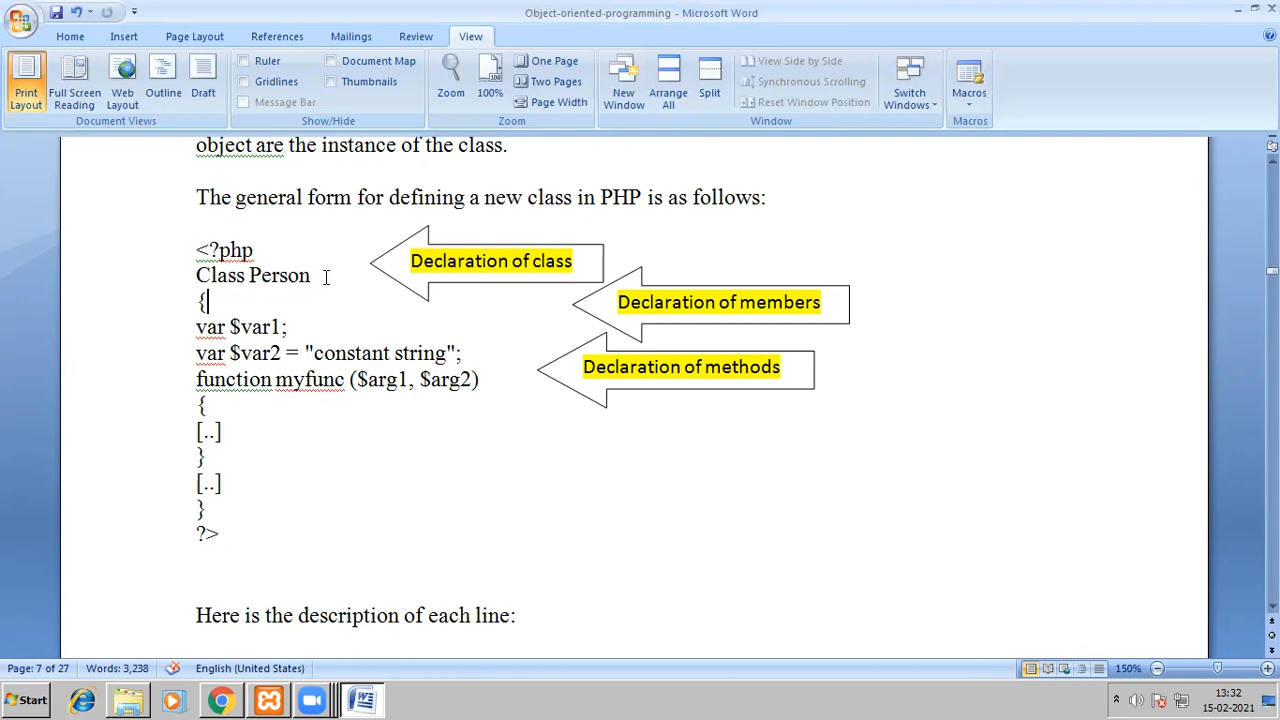 Object-oriented-programming - Microsoft Word
Home Insert Page Layout References Mailings Review View
Print Layout
Full Screen Reading
Web Layout
Outline
Draft
Document Views
Ruler
Gridlines
Message Bar
Document Map
Thumbnails
Show/Hide
Zoom
100%
One Page
Two Pages
Page Width
Zoom
New Window
Arrange All
Split
View Side by Side
Synchronous Scrolling
Reset Window Position
Window
Switch Windows
Macros
Macros
object are the instance of the class.
The general form for defining a new class in PHP is as follows:
<?php
Declaration of class
Class Person
{
Declaration of members
var $var1;
var $var2 = "constant string";
Declaration of methods
function myfunc ($arg1, $arg2)
{
[..]
}
[..]
}
?>
Here is the description of each line:
Page: 7 of 27 Words: 3,238 English (United States) 150%
Start
13:32
15-02-2021